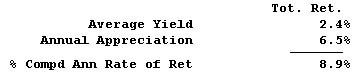 Tot. Ret.
Average Yield 2.4%
Annual Appreciation 6.5%
% Compd Ann Rate of Ret 8.9%